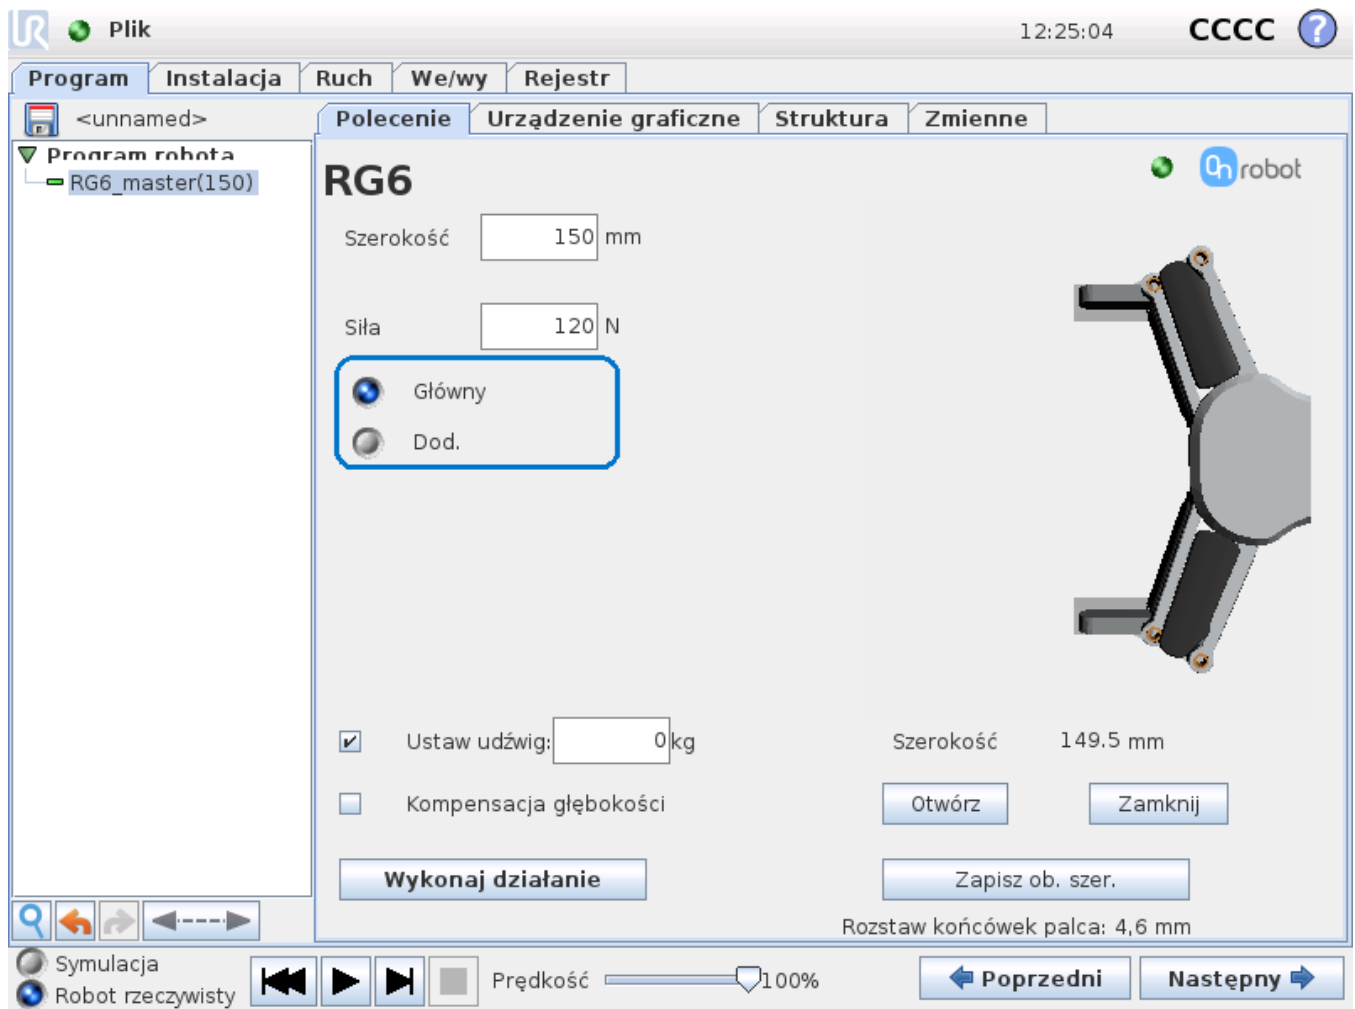 UR Plik 12:25:04 CCCC ?
Program Instalacja Ruch We/wy Rejestr
<unnamed> Polecenie Urządzenie graficzne Struktura Zmienne
Program robota
RG6_master(150)
RG6 On robot
Szerokość 150 mm
Siła 120 N
Główny
Dod.
Ustaw udźwig: 0 kg Szerokość 149.5 mm
Kompensacja głębokości Otwórz Zamknij
Wykonaj działanie Zapisz ob. szer.
Rozstaw końcówek palca: 4,6 mm
Symulacja
Robot rzeczywisty Prędkość 100% Poprzedni Następny